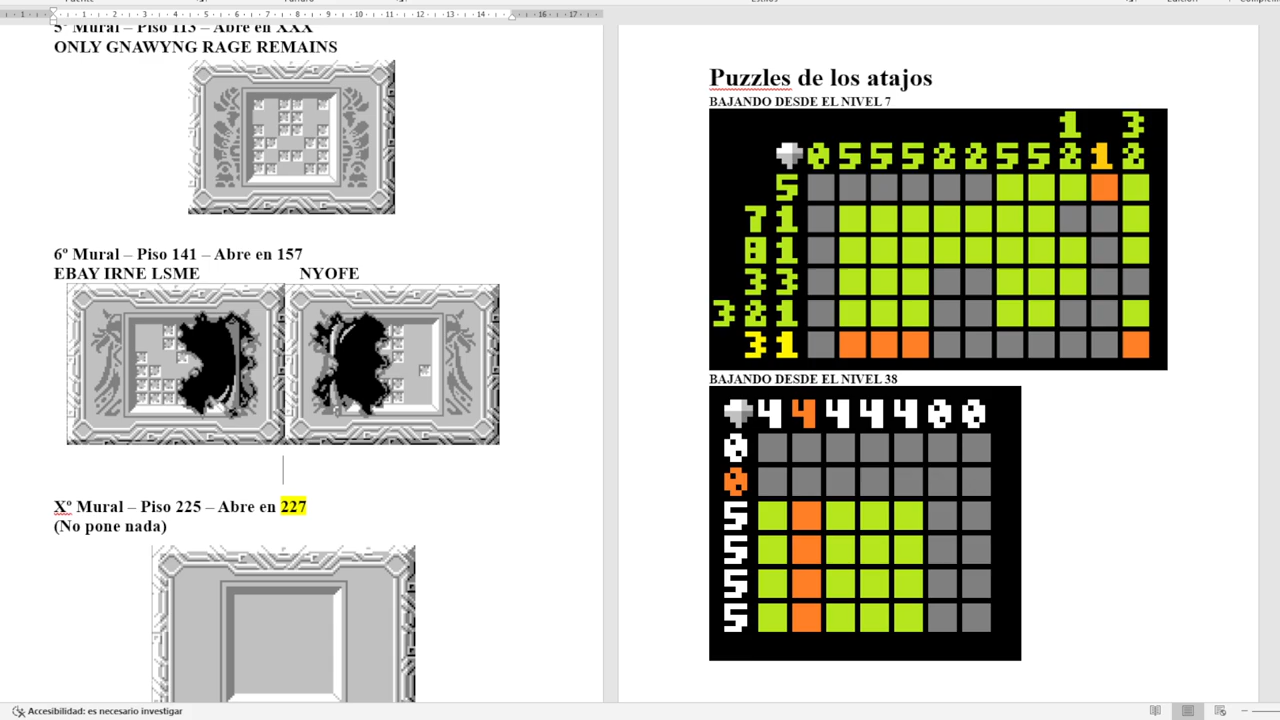 5º Mural – Piso 113 – Abre en XXX
ONLY GNAWYNG RAGE REMAINS
6º Mural – Piso 141 – Abre en 157
EBAY IRNE LSME NYOFE
Xº Mural – Piso 225 – Abre en 227
(No pone nada)
Puzzles de los atajos
BAJANDO DESDE EL NIVEL 7
1 3
0 5 5 5 2 2 5 5 2 1 2
5
7 1
8 1
3 3
3 2 1
3 1
BAJANDO DESDE EL NIVEL 38
4 4 4 4 4 0 0
0
0
5
5
5
5
Accesibilidad: es necesario investigar